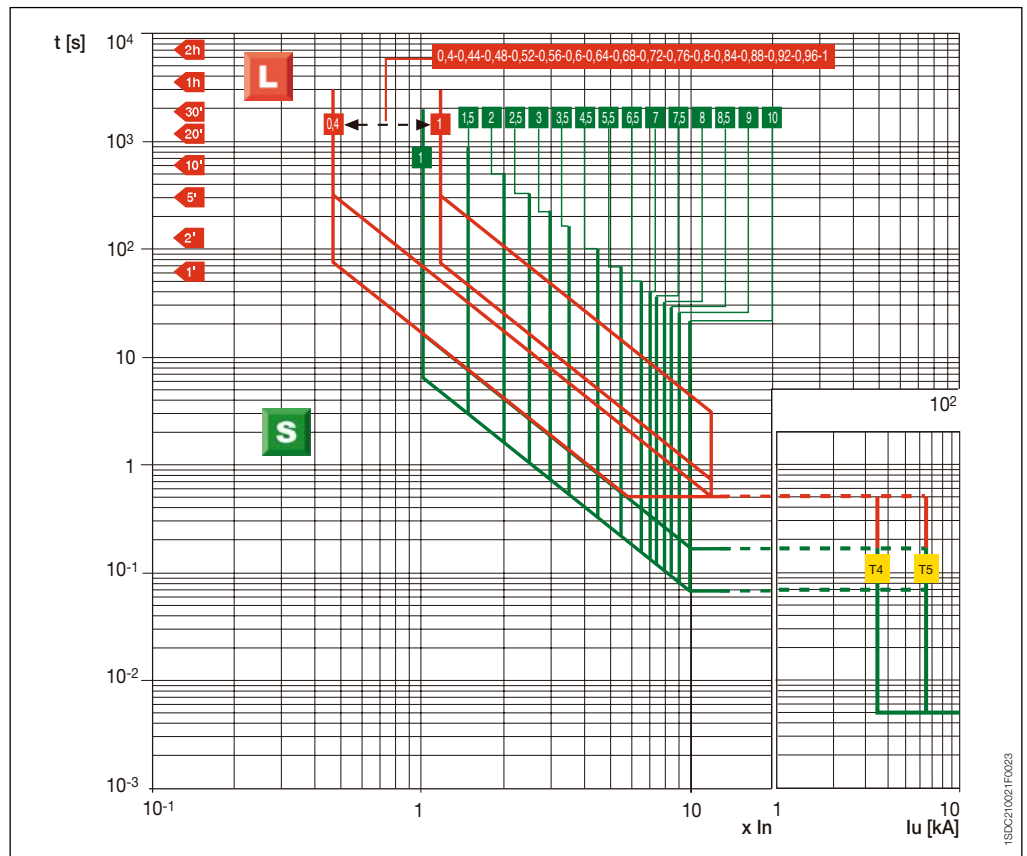 t [s]
10⁴
2h
1h
30'
20'
10'
5'
2'
1'
L
0,4-0,44-0,48-0,52-0,56-0,6-0,64-0,68-0,72-0,76-0,8-0,84-0,88-0,92-0,96-1
0,4
1
1
1,5 2 2,5 3 3,5 4,5 5,5 6,5 7 7,5 8 8,5 9 10
10³
10²
10
1
10-1
10-2
10-3
S
10²
T4 T5
10-1 1 10 1 10
x In
Iu [kA]
1SDC210021F0023